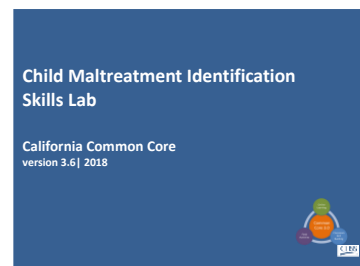 Child Maltreatment Identification
Skills Lab
California Common Core
version 3.6| 2018